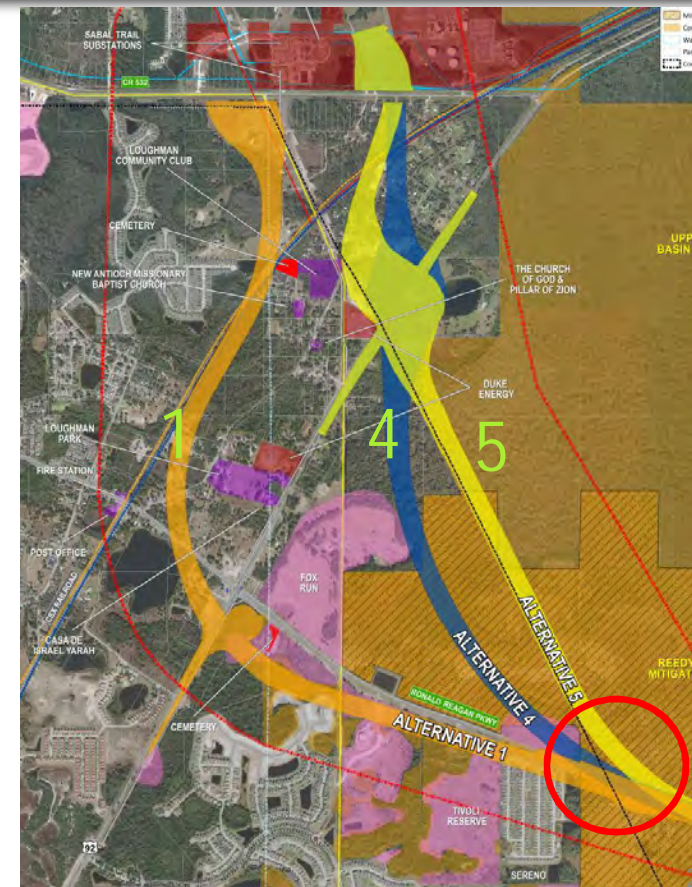 SABAL TRAIL
SUBSTATIONS
CR 532
LOUGHMAN
COMMUNITY CLUB
CEMETERY
NEW ANTIOCH MISSIONARY
BAPTIST CHURCH
THE CHURCH
OF GOD &
PILLAR OF ZION
UPP
BASIN
DUKE
ENERGY
1
4
5
LOUGHMAN
PARK
FIRE STATION
POST OFFICE
CSX RAILROAD
CASA DE
ISRAEL YARAH
FOX
RUN
ALTERNATIVE 5
ALTERNATIVE 4
REEDY
MITIGAT
RONALD REAGAN PKWY
ALTERNATIVE 1
CEMETERY
TIVOLI
RESERVE
92
SERENO